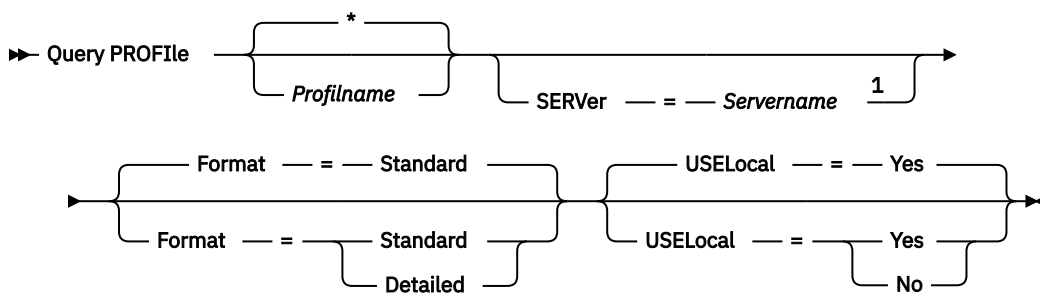 *
Query PROFIle
Profilname
SERVer = Servername 1
Format = Standard
USELocal = Yes
Format = Standard
Detailed
USELocal = Yes
No